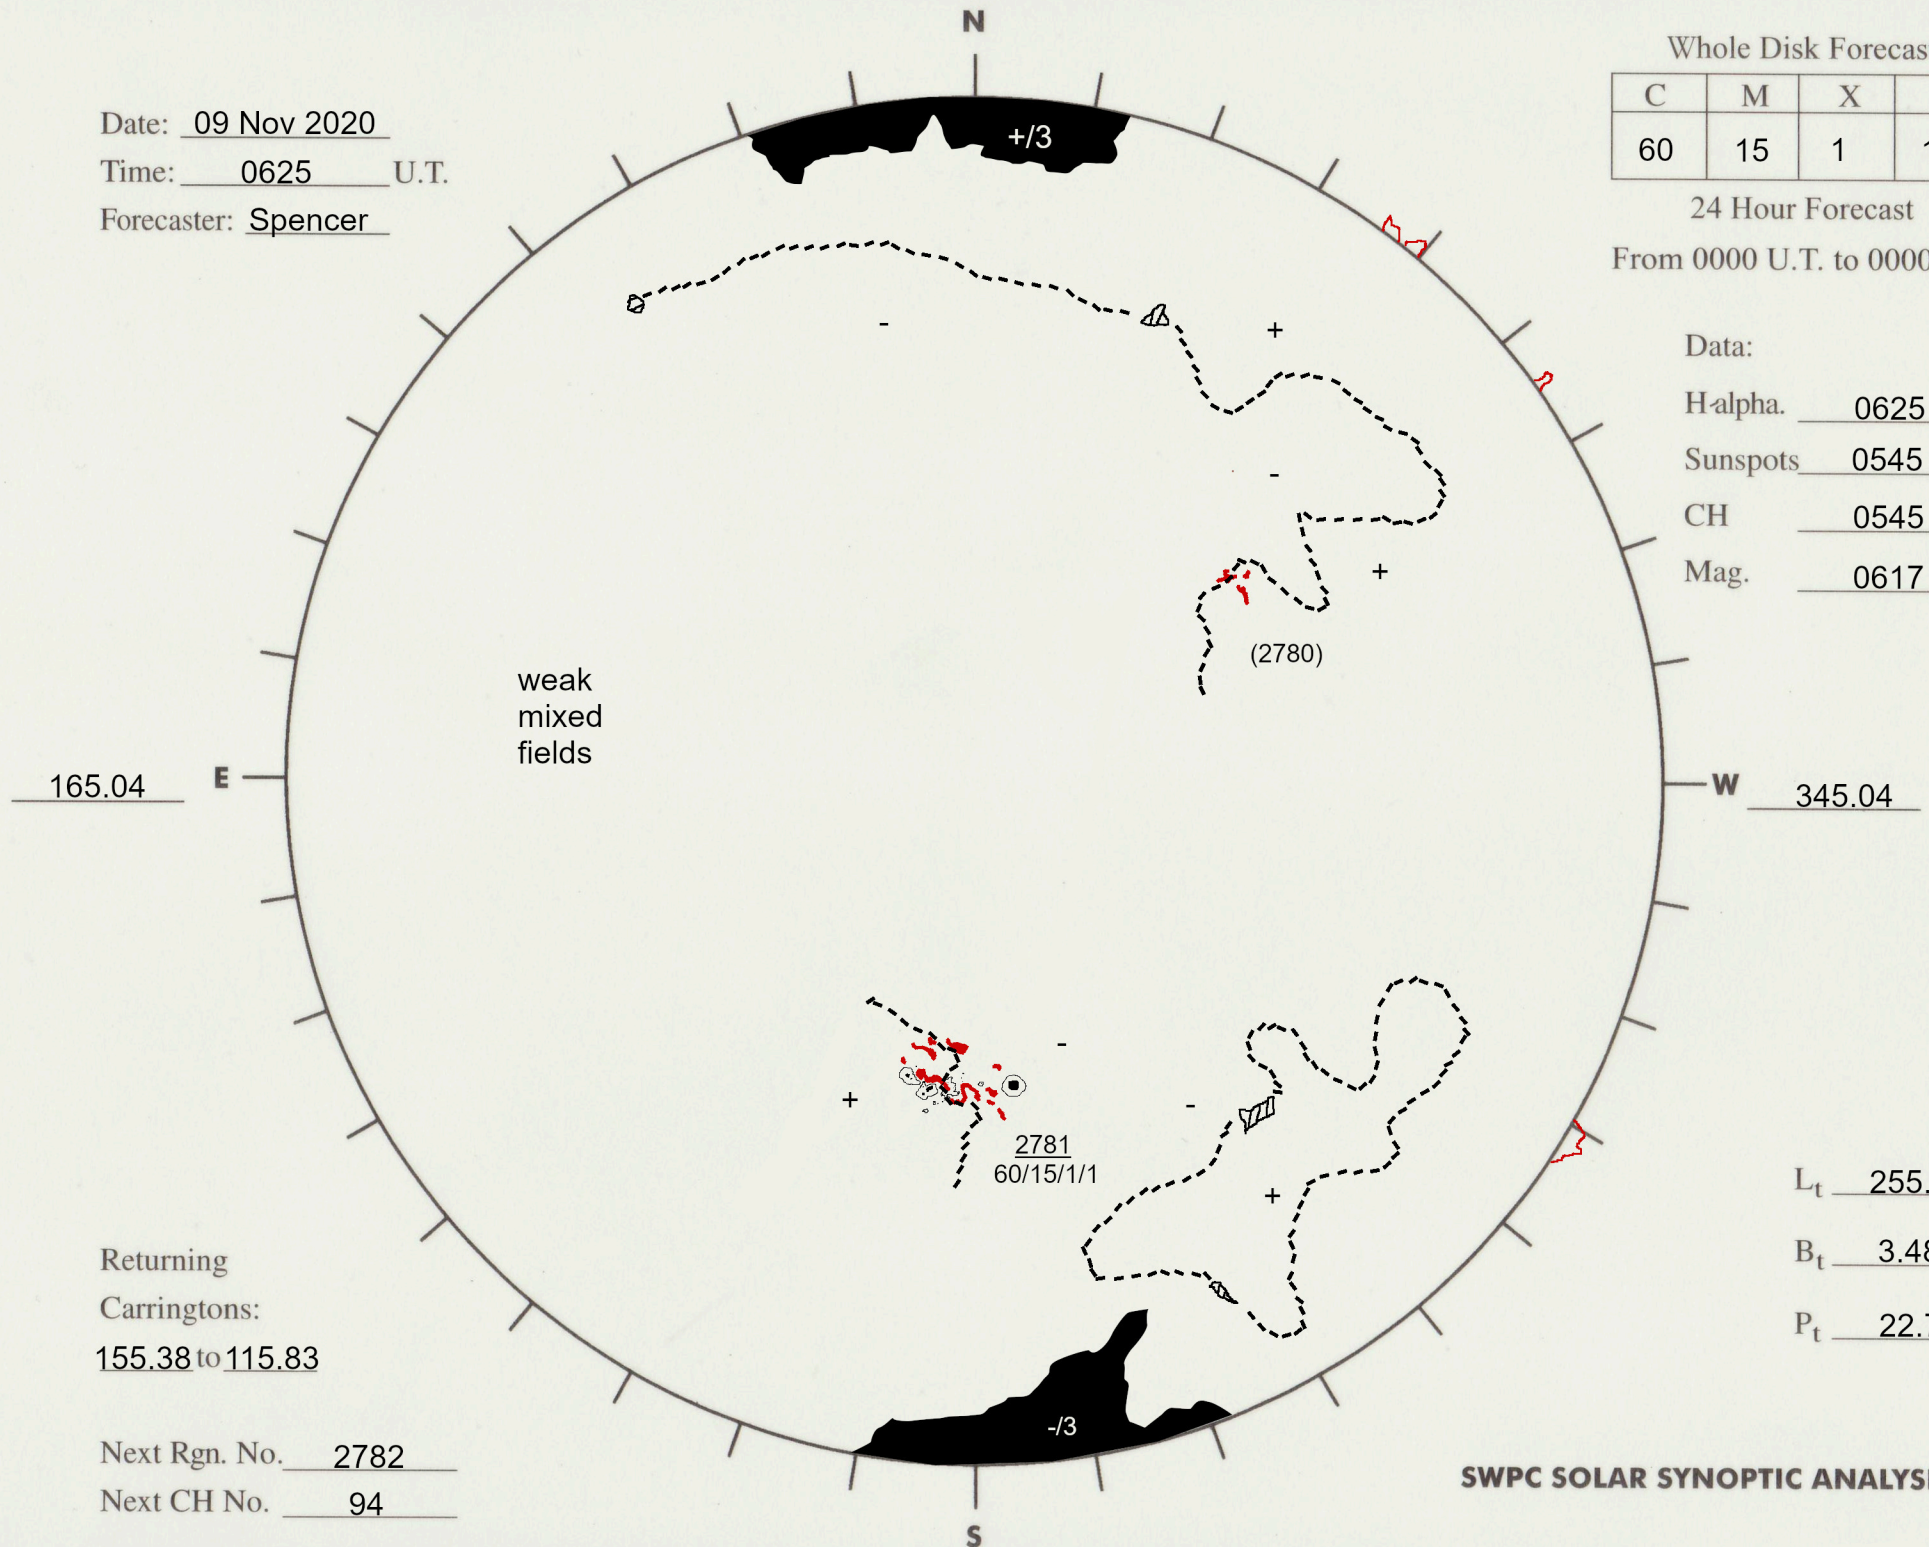 N
Whole Disk Forecas
C M X
60 15 1
24 Hour Forecast
From 0000 U.T. to 0000
Date: 09 Nov 2020
Time: 0625 U.T.
Forecaster: Spencer
+/3
-
+
Data:
H-alpha. 0625
Sunspots 0545
CH 0545
Mag. 0617
-
+
(2780)
weak
mixed
fields
165.04 E
W 345.04
-
+
-
2781
60/15/1/1
+
Lt 255.
Bt 3.48
Pt 22.
Returning
Carringtons:
155.38 to 115.83
-/3
Next Rgn. No. 2782
Next CH No. 94
SWPC SOLAR SYNOPTIC ANALYS
S